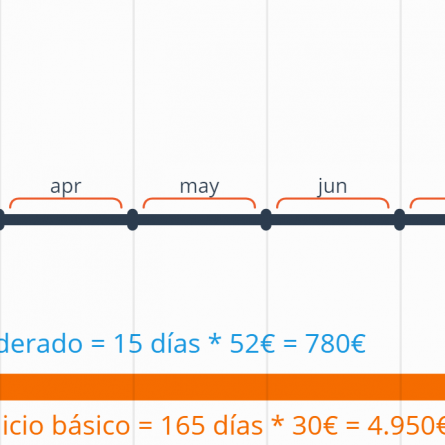 apr may jun
derado = 15 días * 52€ = 780€
icio básico = 165 días * 30€ = 4.950€